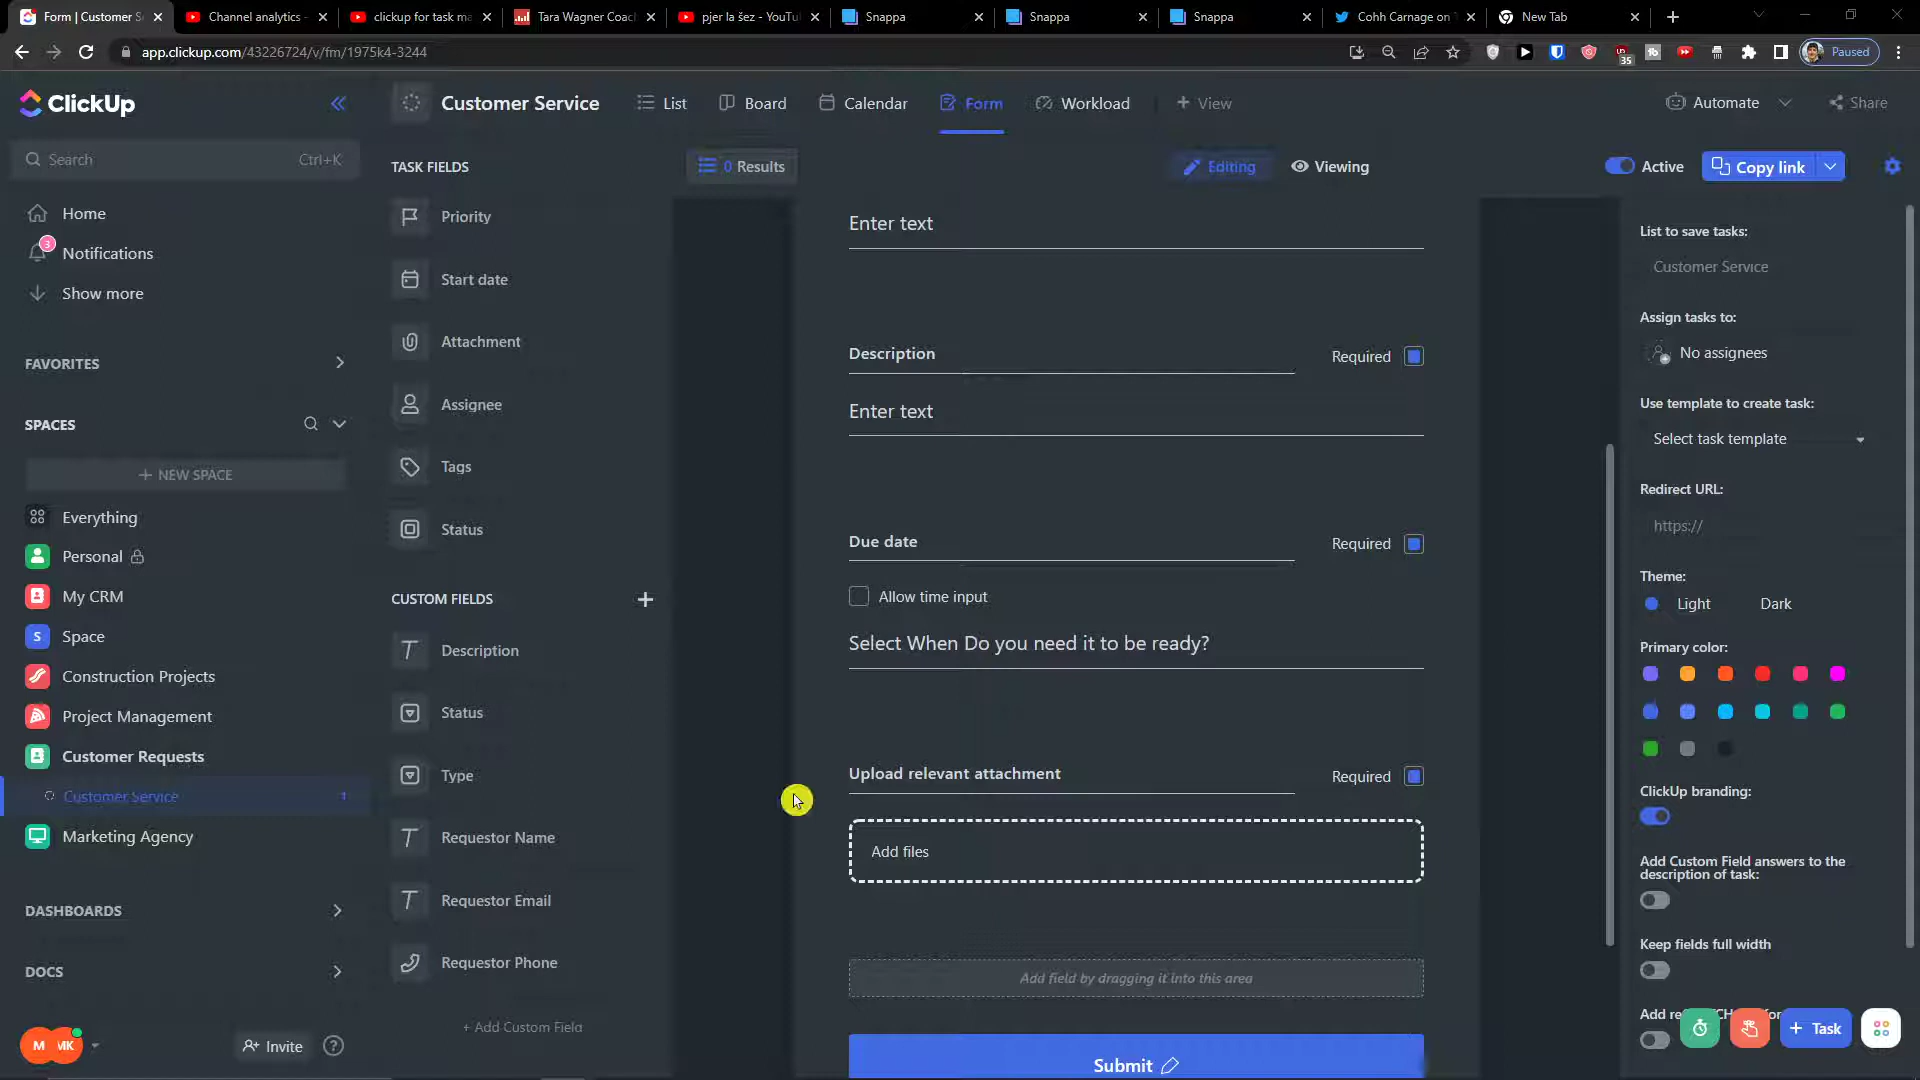 Form | Customer S
Channel analytics -
clickup for task ma
Tara Wagner Coac
pjer la šez - YouTu
Snappa
Snappa
Snappa
Cohh Carnage on
New Tab
app.clickup.com/43226724/v/fm/1975k4-3244
35
Paused
ClickUp
Customer Service
List
Board
Calendar
Form
Workload
+ View
Automate
Share
Search
Ctrl+K
TASK FIELDS
0 Results
Editing
Viewing
Active
Copy link
Home
3
Notifications
Show more
FAVORITES
SPACES
+ NEW SPACE
Everything
Personal
My CRM
S
Space
Construction Projects
Project Management
Customer Requests
Customer Service
1
Marketing Agency
DASHBOARDS
DOCS
M
MK
Invite
?
Priority
Start date
Attachment
Assignee
Tags
Status
CUSTOM FIELDS
Description
Status
Type
Requestor Name
Requestor Email
Requestor Phone
+ Add Custom Field
Enter text
Description
Required
Enter text
Due date
Required
Allow time input
Select When Do you need it to be ready?
Upload relevant attachment
Required
Add files
Add field by dragging it into this area
Submit
List to save tasks:
Customer Service
Assign tasks to:
No assignees
Use template to create task:
Select task template
Redirect URL:
https://
Theme:
Light
Dark
Primary color:
ClickUp branding:
Add Custom Field answers to the
description of task:
Keep fields full width
+ Task